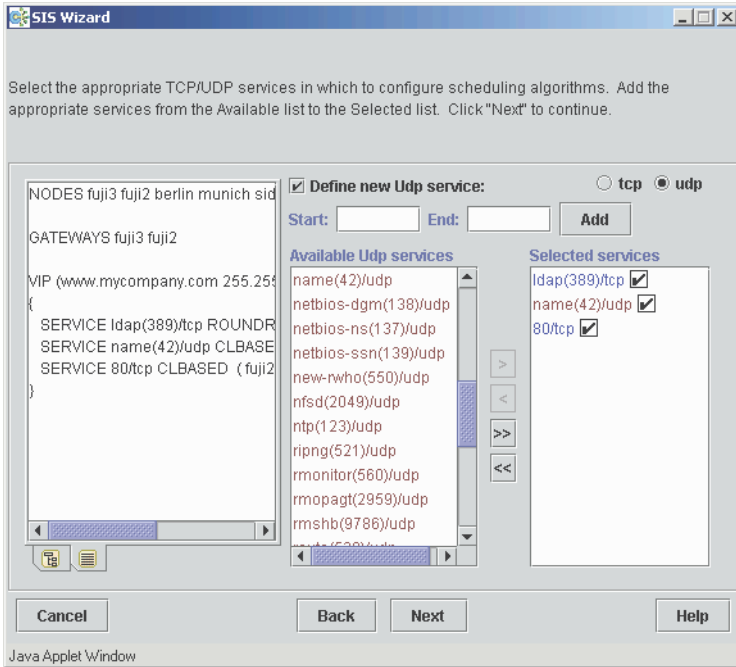 SIS Wizard
Select the appropriate TCP/UDP services in which to configure scheduling algorithms. Add the
appropriate services from the Available list to the Selected list. Click "Next" to continue.
NODES fuji3 fuji2 berlin munich sid
GATEWAYS fuji3 fuji2
VIP (www.mycompany.com 255.255
{
SERVICE ldap(389)/tcp ROUNDR
SERVICE name(42)/udp CLBASE
SERVICE 80/tcp CLBASED ( fuji2
}
Define new Udp service:
tcp
udp
Start:
End:
Add
Available Udp services
name(42)/udp
netbios-dgm(138)/udp
netbios-ns(137)/udp
netbios-ssn(139)/udp
new-rwho(550)/udp
nfsd(2049)/udp
ntp(123)/udp
ripng(521)/udp
rmonitor(560)/udp
rmopagt(2959)/udp
rmshb(9786)/udp
>
<
>>
<<
Selected services
ldap(389)/tcp
name(42)/udp
80/tcp
Cancel
Back
Next
Help
Java Applet Window